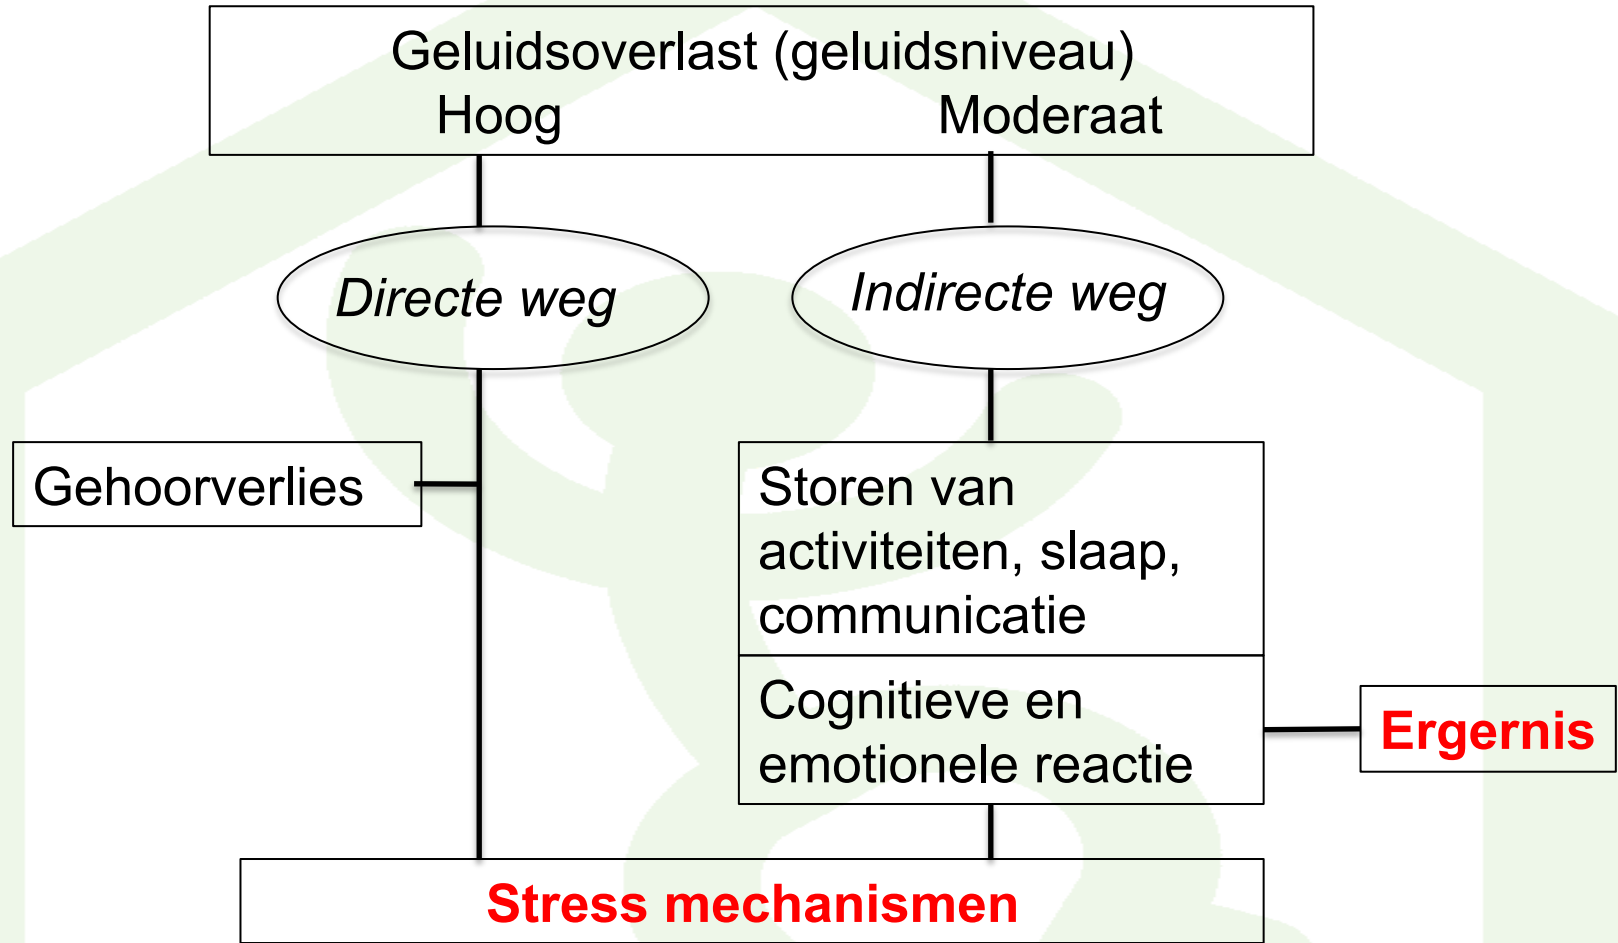 Geluidsoverlast (geluidsniveau)
Hoog Moderaat
Directe weg
Indirecte weg
Gehoorverlies
Storen van
activiteiten, slaap,
communicatie
Cognitieve en
emotionele reactie
Ergernis
Stress mechanismen